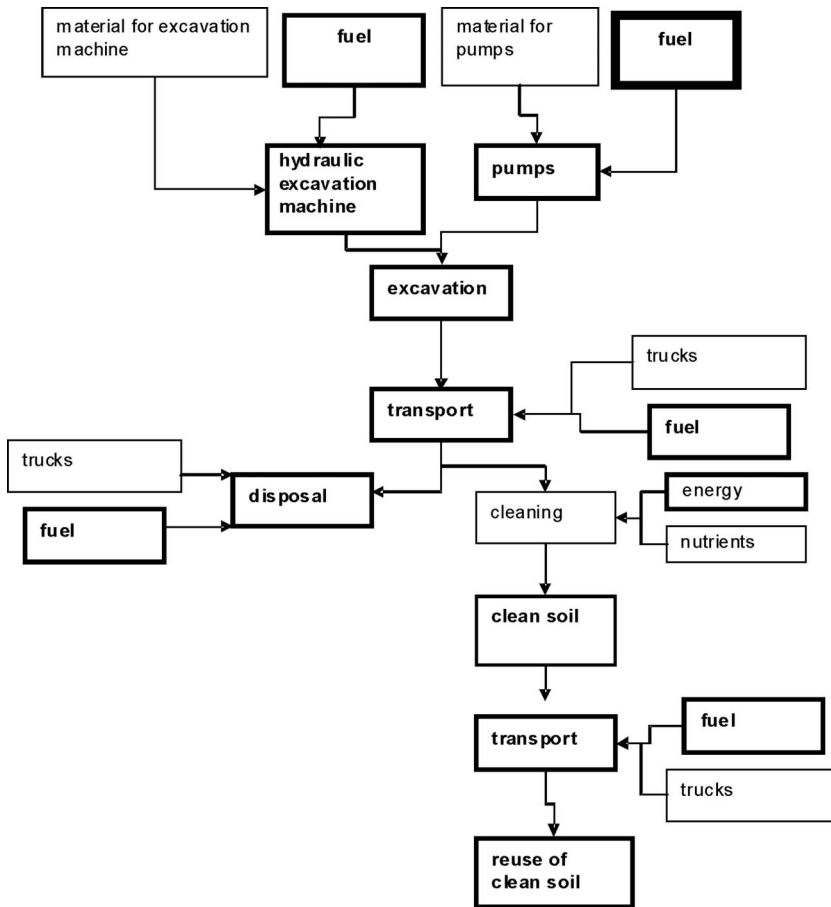 material for excavation
machine
fuel
material for
pumps
fuel
hydraulic
excavation
machine
pumps
excavation
trucks
transport
fuel
trucks
disposal
energy
cleaning
fuel
nutrients
clean soil
fuel
transport
trucks
reuse of
clean soil